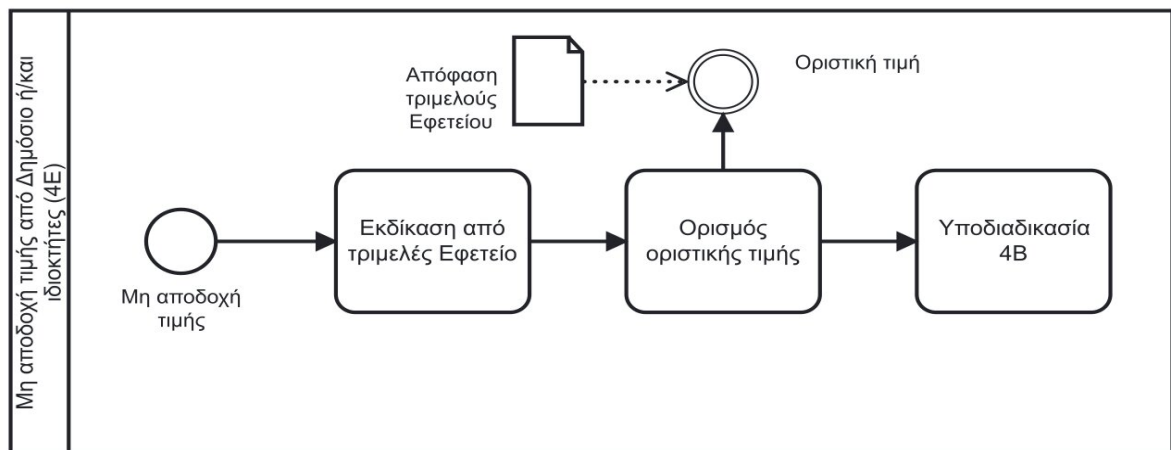 Μη αποδοχή τιμής από Δημόσιο ή/και
ιδιοκτήτες (4Ε)
Απόφαση
τριμελούς
Εφετείου
Οριστική τιμή
Μη αποδοχή
τιμής
Εκδίκαση από
τριμελές Εφετείο
Ορισμός
οριστικής τιμής
Υποδιαδικασία
4Β